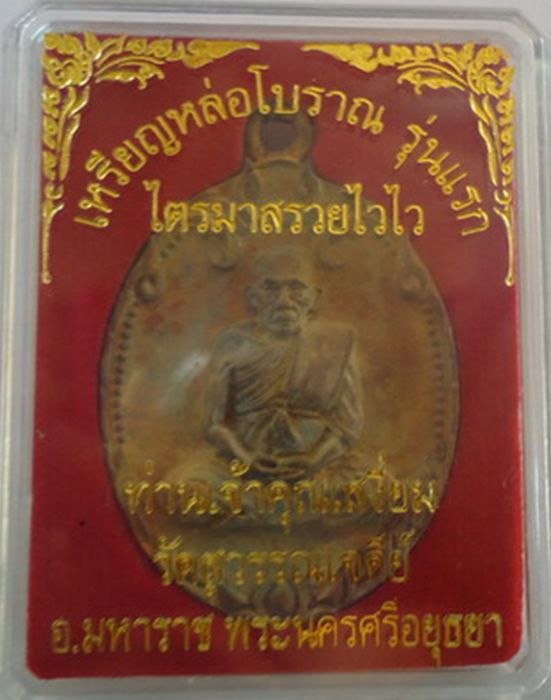 เหรียญหล่อโบราณ รุ่นแรก
ไตรมาสรวยไวไว
ท่านเจ้าคุณเสงี่ยม
วัดสุวรรณเจดีย์
อ.มหาราช พระนครศรีอยุธยา